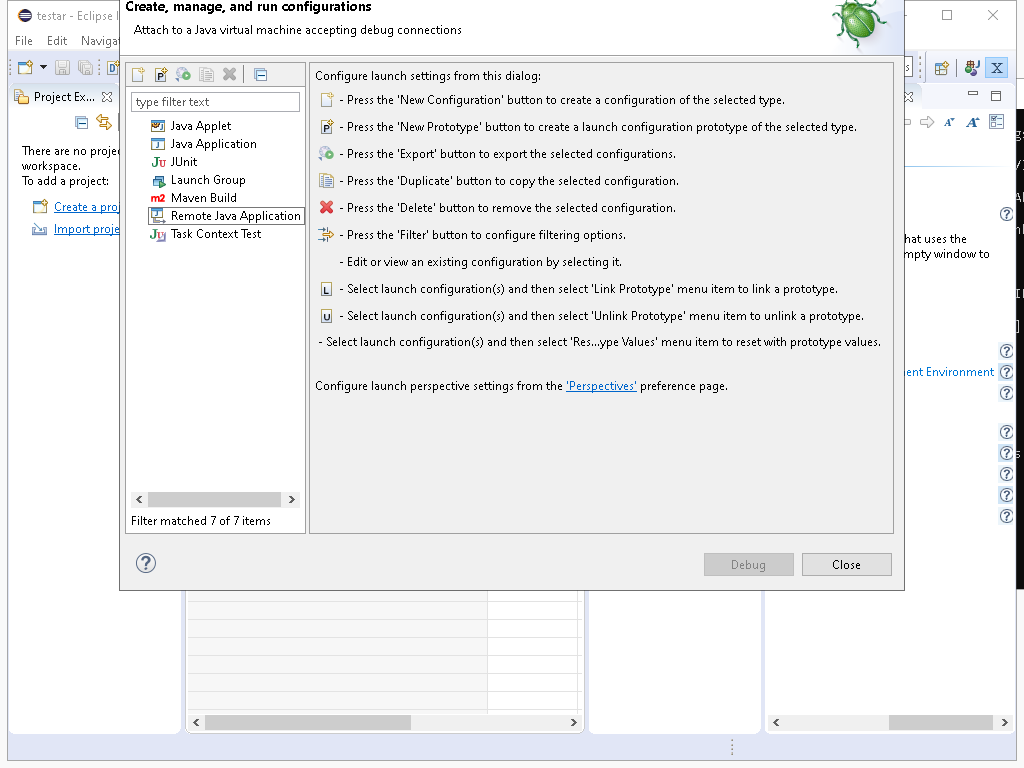 Create, manage, and run configurations
Attach to a Java virtual machine accepting debug connections
testar - Eclipse
File Edit Naviga
Project Ex...
There are no proje
workspace.
To add a project:
Create a proj
Import proje
type filter text
Java Applet
Java Application
JUnit
Launch Group
Maven Build
Remote Java Application
Task Context Test
Filter matched 7 of 7 items
Configure launch settings from this dialog:
- Press the 'New Configuration' button to create a configuration of the selected type.
- Press the 'New Prototype' button to create a launch configuration prototype of the selected type.
- Press the 'Export' button to export the selected configurations.
- Press the 'Duplicate' button to copy the selected configuration.
- Press the 'Delete' button to remove the selected configuration.
- Press the 'Filter' button to configure filtering options.
- Edit or view an existing configuration by selecting it.
- Select launch configuration(s) and then select 'Link Prototype' menu item to link a prototype.
- Select launch configuration(s) and then select 'Unlink Prototype' menu item to unlink a prototype.
- Select launch configuration(s) and then select 'Res...ype Values' menu item to reset with prototype values.
Configure launch perspective settings from the 'Perspectives' preference page.
Debug
Close
hat uses the
mpty window to
ent Environment